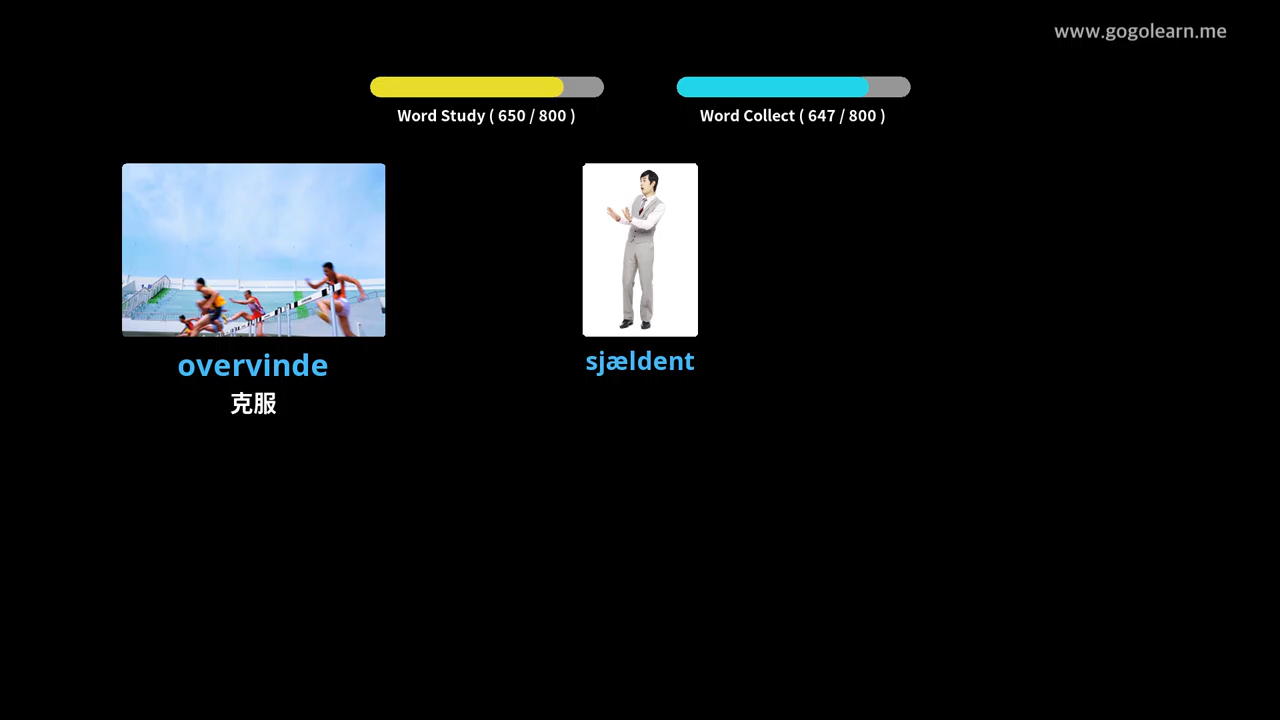 www.gogolearn.me
Word Study ( 650 / 800 )
Word Collect ( 647 / 800 )
overvinde
克服
sjældent